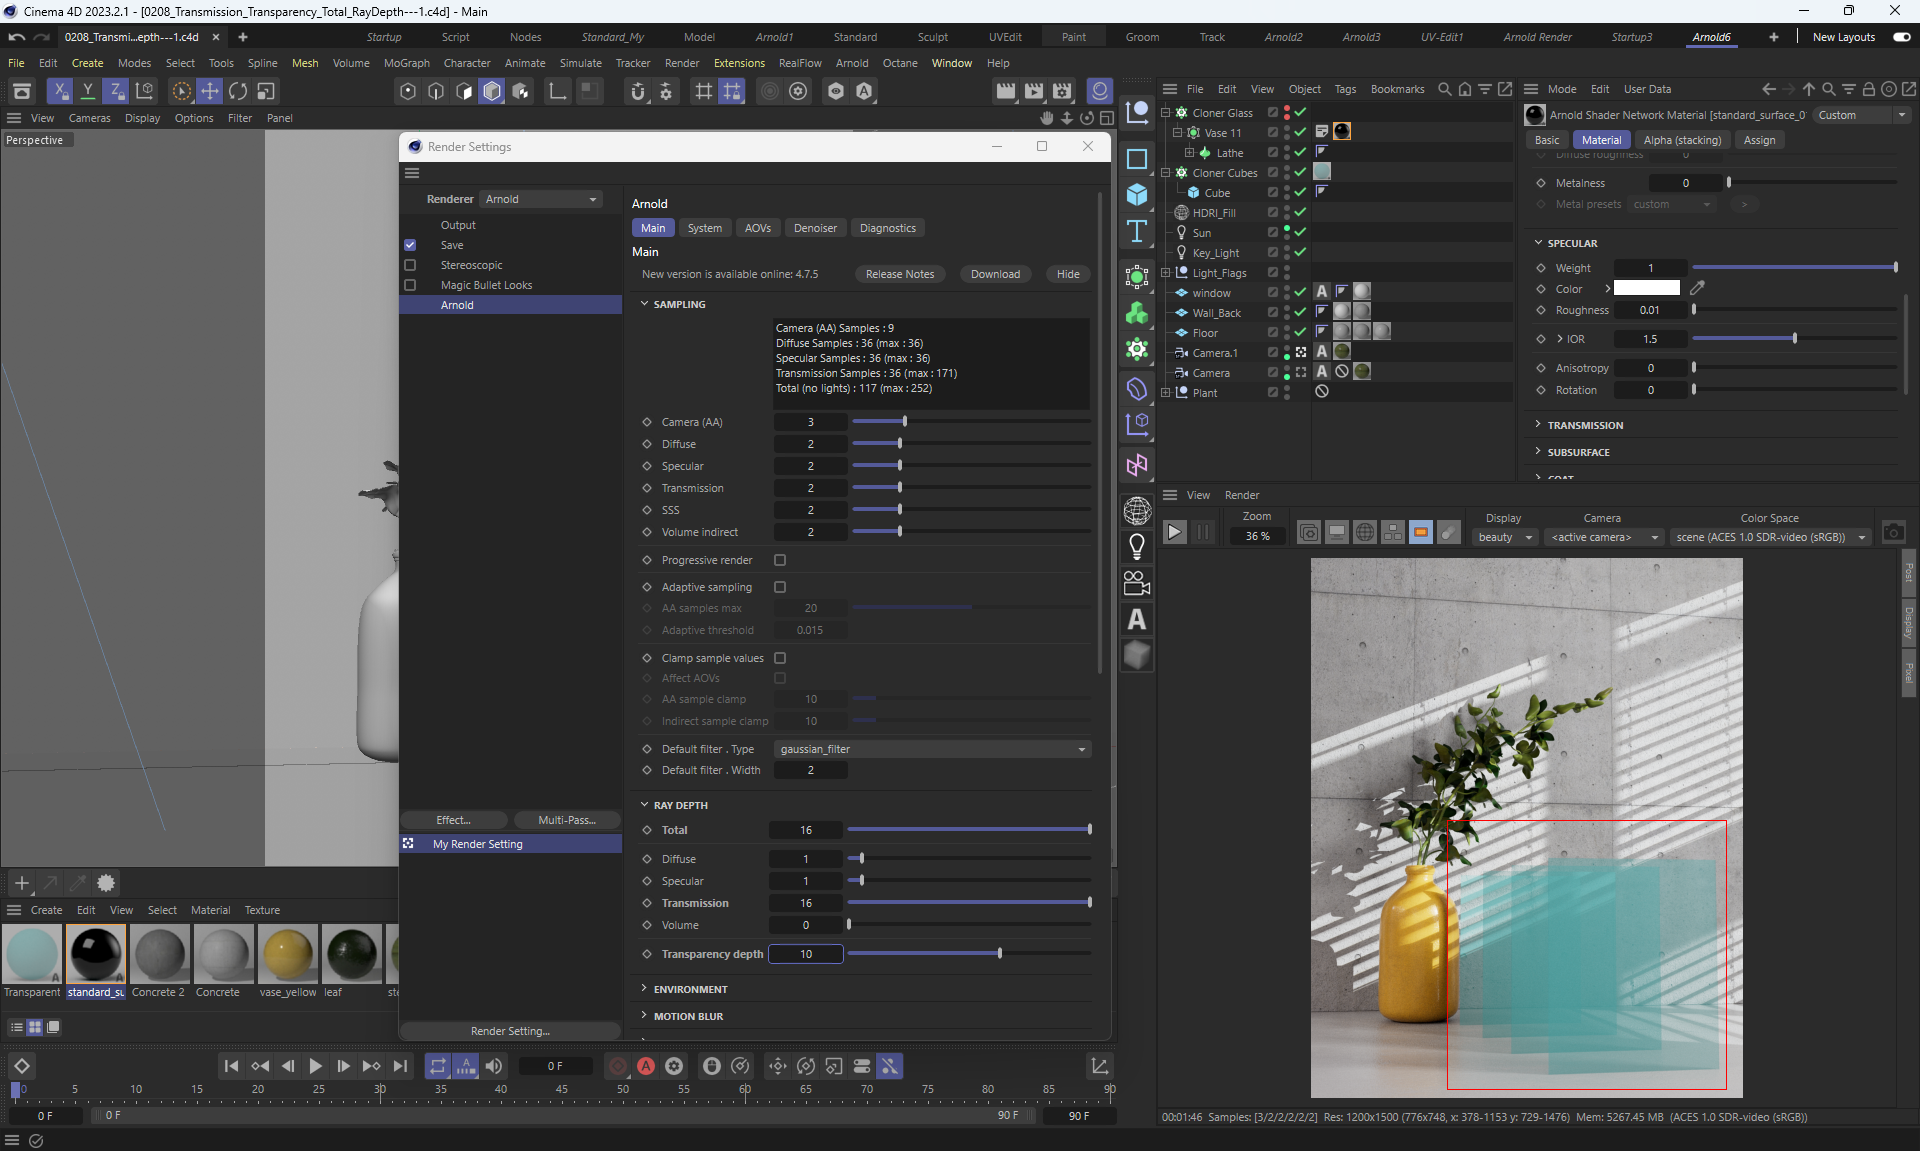 Cinema 4D 2023.2.1 - [0208_Transmission_Transparency_Total_RayDepth---1.c4d] - Main
0208_Transmi...epth---1.c4d
Startup Script Nodes Standard_My Model Arnold1 Standard Sculpt UVEdit Paint Groom Track Arnold2 Arnold3 UV-Edit1 Arnold Render Startup3 Arnold6 New Layouts
File Edit Create Modes Select Tools Spline Mesh Volume MoGraph Character Animate Simulate Tracker Render Extensions RealFlow Arnold Octane Window Help
View Cameras Display Options Filter Panel
Perspective
Render Settings
Renderer Arnold
Output
Save
Stereoscopic
Magic Bullet Looks
Arnold
Effect... Multi-Pass...
My Render Setting
Render Setting...
Arnold
Main System AOVs Denoiser Diagnostics
Main
New version is available online: 4.7.5 Release Notes Download Hide
SAMPLING
Camera (AA) Samples : 9
Diffuse Samples : 36 (max : 36)
Specular Samples : 36 (max : 36)
Transmission Samples : 36 (max : 171)
Total (no lights) : 117 (max : 252)
Camera (AA) 3
Diffuse 2
Specular 2
Transmission 2
SSS 2
Volume indirect 2
Progressive render
Adaptive sampling
AA samples max 20
Adaptive threshold 0.015
Clamp sample values
Affect AOVs
AA sample clamp 10
Indirect sample clamp 10
Default filter . Type gaussian_filter
Default filter . Width 2
RAY DEPTH
Total 16
Diffuse 1
Specular 1
Transmission 16
Volume 0
Transparency depth 10
ENVIRONMENT
MOTION BLUR
File Edit View Object Tags Bookmarks
Cloner Glass
Vase 11
Lathe
Cloner Cubes
Cube
HDRI_Fill
Sun
Key_Light
Light_Flags
window
Wall_Back
Floor
Camera.1
Camera
Plant
Mode Edit User Data
Arnold Shader Network Material [standard_surface_0 Custom
Basic Material Alpha (stacking) Assign
Diffuse roughness 0
Metalness 0
Metal presets custom >
SPECULAR
Weight 1
Color
Roughness 0.01
IOR 1.5
Anisotropy 0
Rotation 0
TRANSMISSION
SUBSURFACE
COAT
View Render
Zoom Display Camera Color Space
36 % beauty <active camera> scene (ACES 1.0 SDR-video (sRGB))
Post
Display
Pixel
00:01:46 Samples: [3/2/2/2/2/2] Res: 1200x1500 (776x748, x: 378-1153 y: 729-1476) Mem: 5267.45 MB (ACES 1.0 SDR-video (sRGB))
Create Edit View Select Material Texture
Transparent standard_su Concrete 2 Concrete vase_yellow leaf ste
0 F
0 5 10 15 20 25 30 35 40 45 50 55 60 65 70 75 80 85 90
0 F 0 F 90 F 90 F